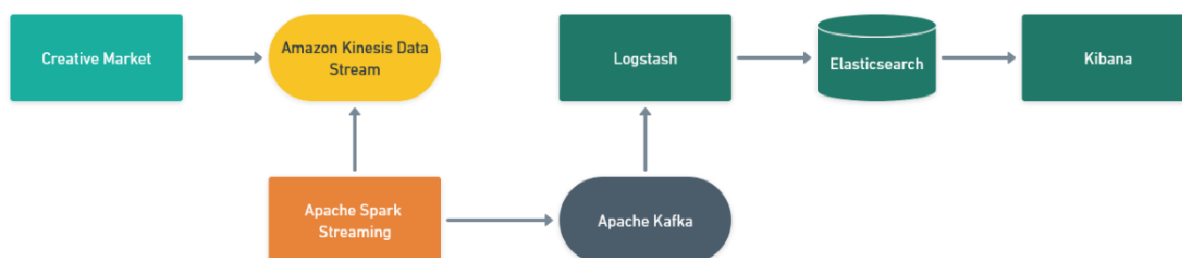 Creative Market
Amazon Kinesis Data
Stream
Logstash
Elasticsearch
Kibana
Apache Spark
Streaming
Apache Kafka